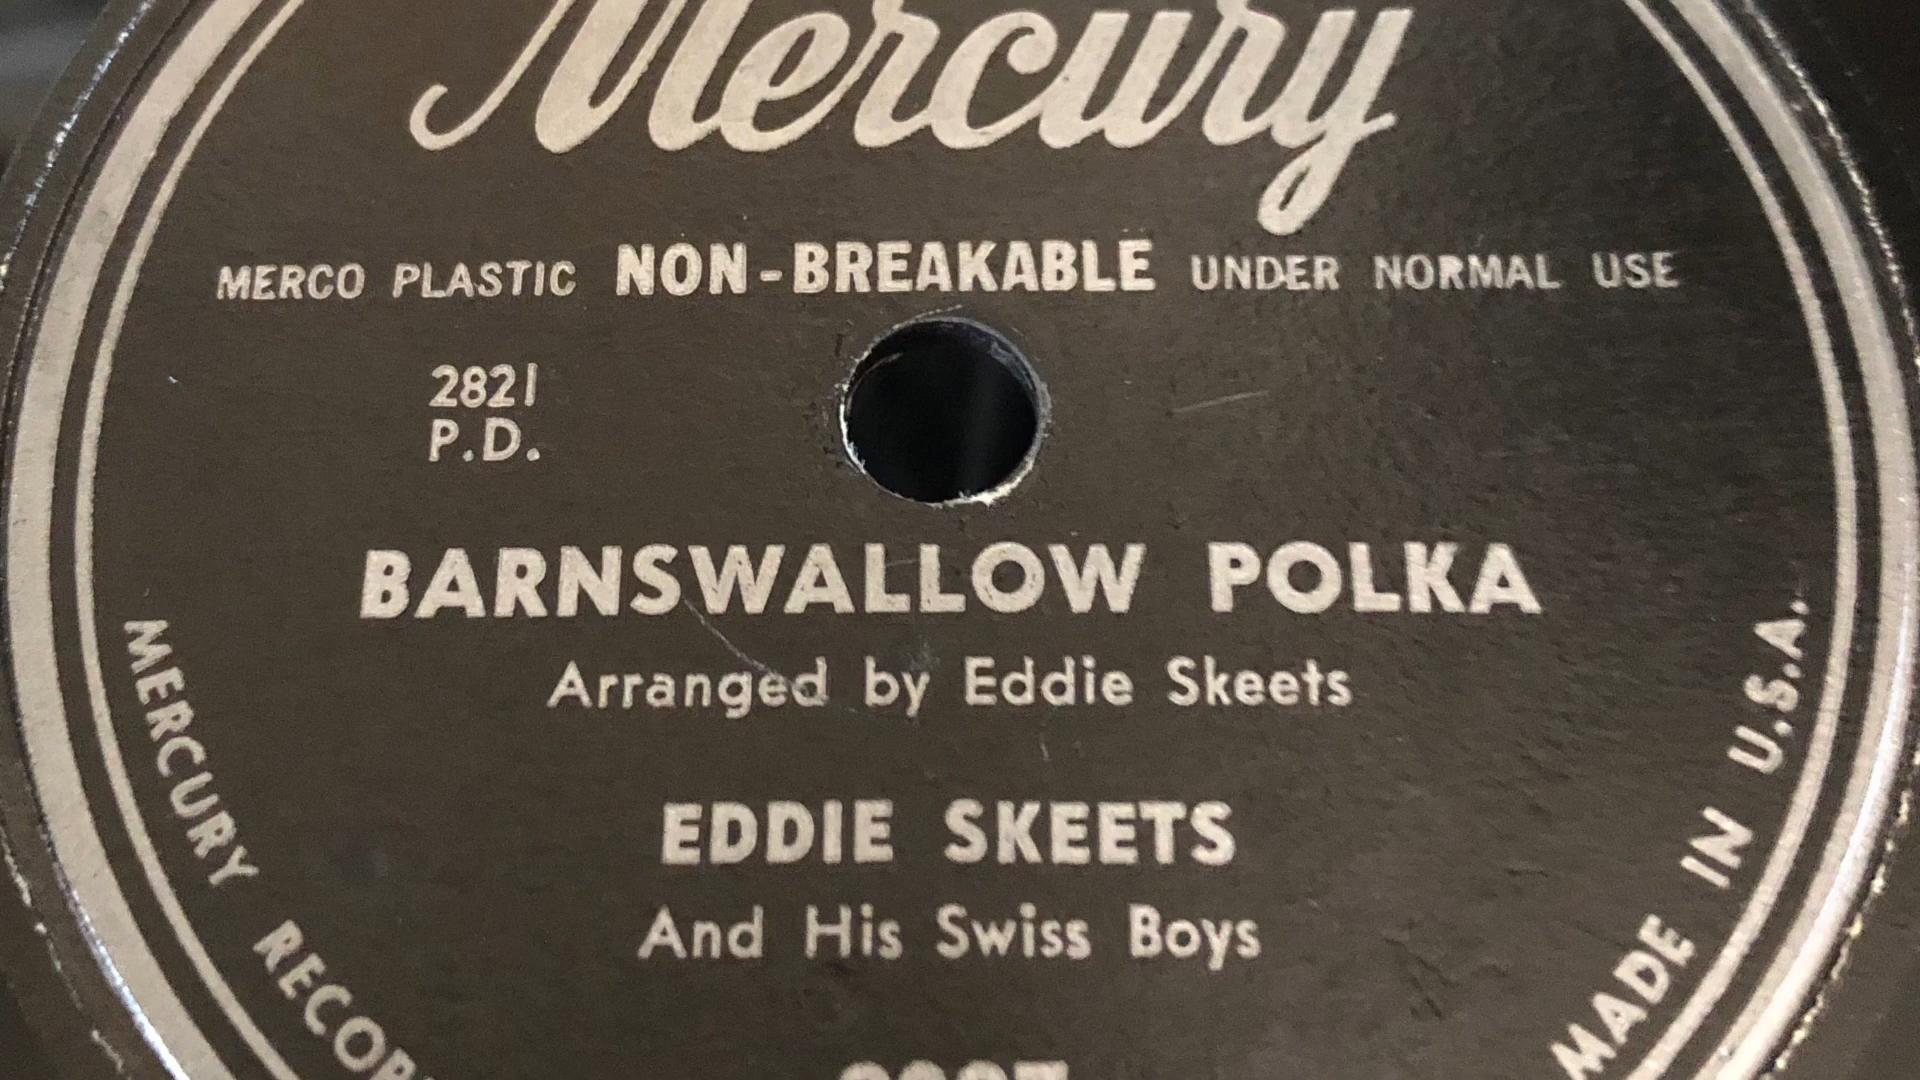 Mercury
MERCO PLASTIC NON-BREAKABLE UNDER NORMAL USE
2821
P.D.
BARNSWALLOW POLKA
Arranged by Eddie Skeets
EDDIE SKEETS
And His Swiss Boys
MERCURY
MADE IN U.S.A.